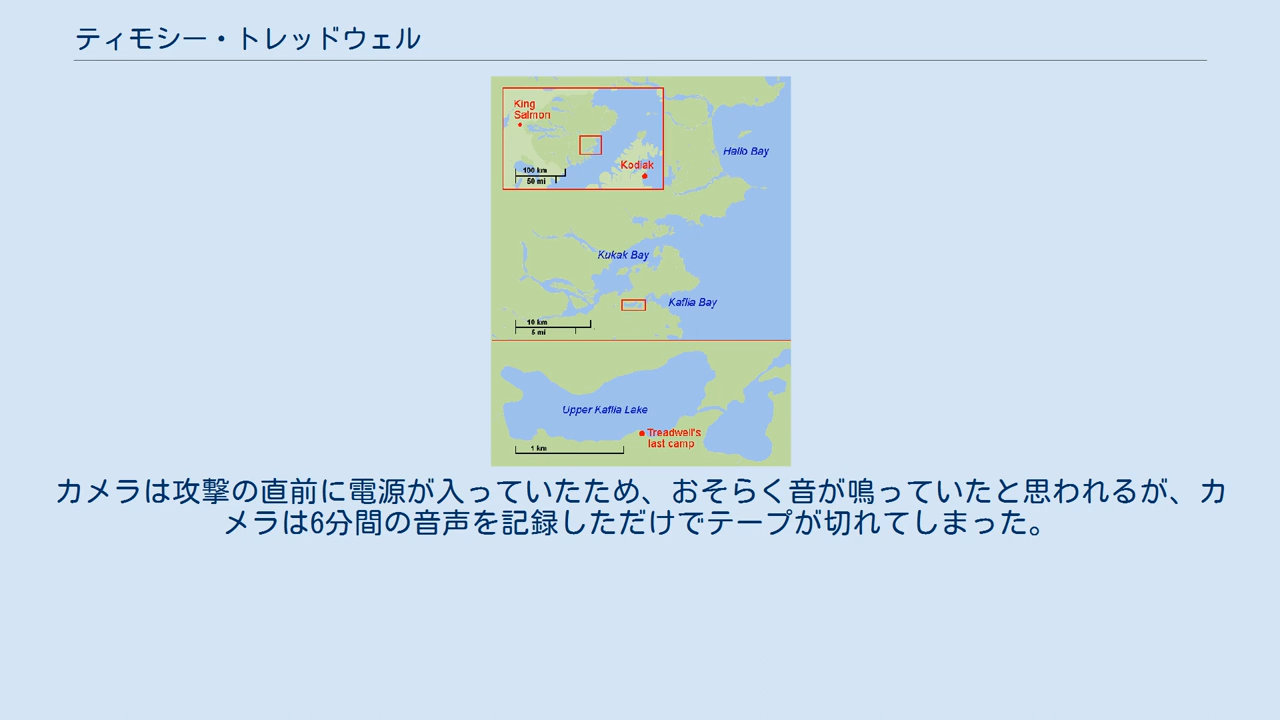 ティモシー・トレッドウェル
King
Salmon
Kodiak
100 km
50 mi
Hallo Bay
Kukak Bay
Kaflia Bay
10 km
5 mi
Upper Kaflia Lake
Treadwell's
last camp
1 km
カメラは攻撃の直前に電源が入っていたため、おそらく音が鳴っていたと思われるが、カ
メラは6分間の音声を記録しただけでテープが切れてしまった。